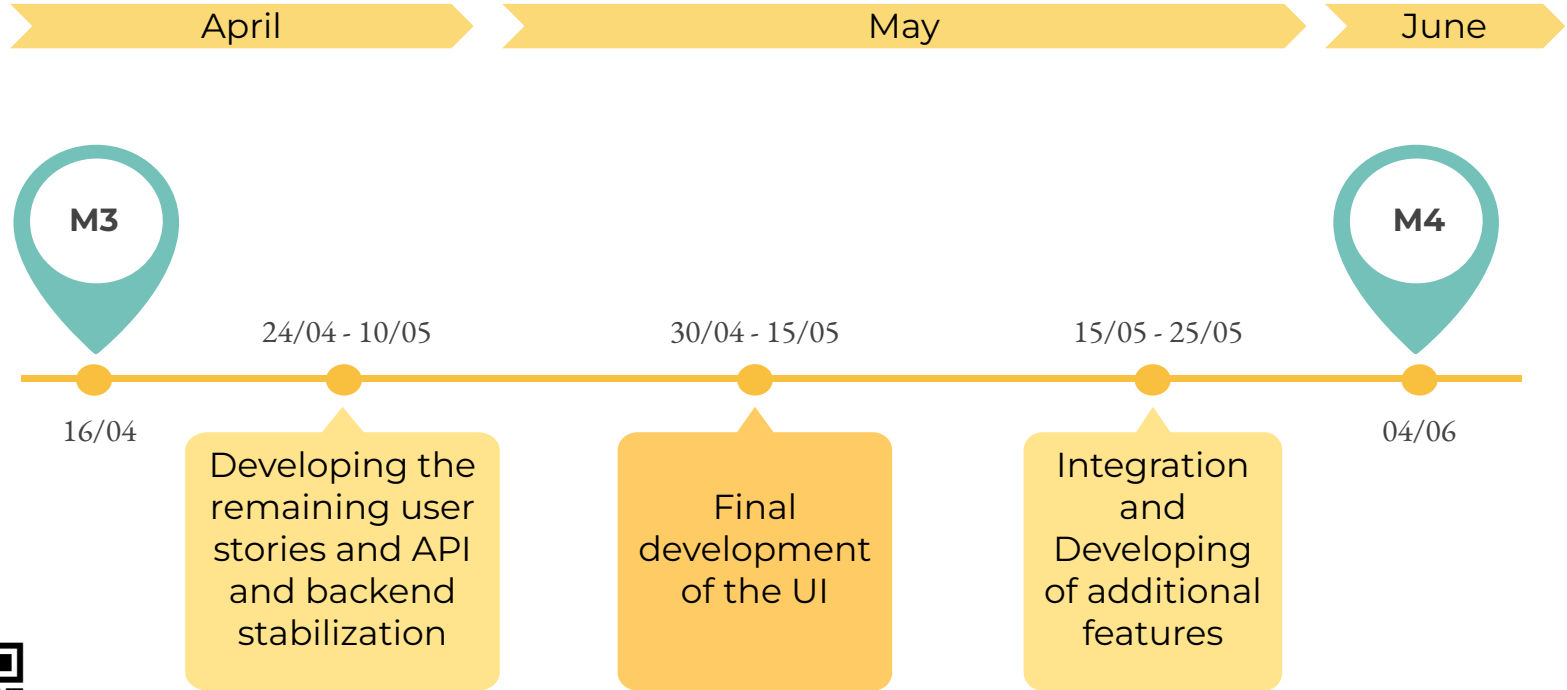 April
May
June
M3
M4
24/04 - 10/05
30/04 - 15/05
15/05 - 25/05
16/04
04/06
Developing the
remaining user
stories and API
and backend
stabilization
Final
development
of the UI
Integration
and
Developing
of additional
features